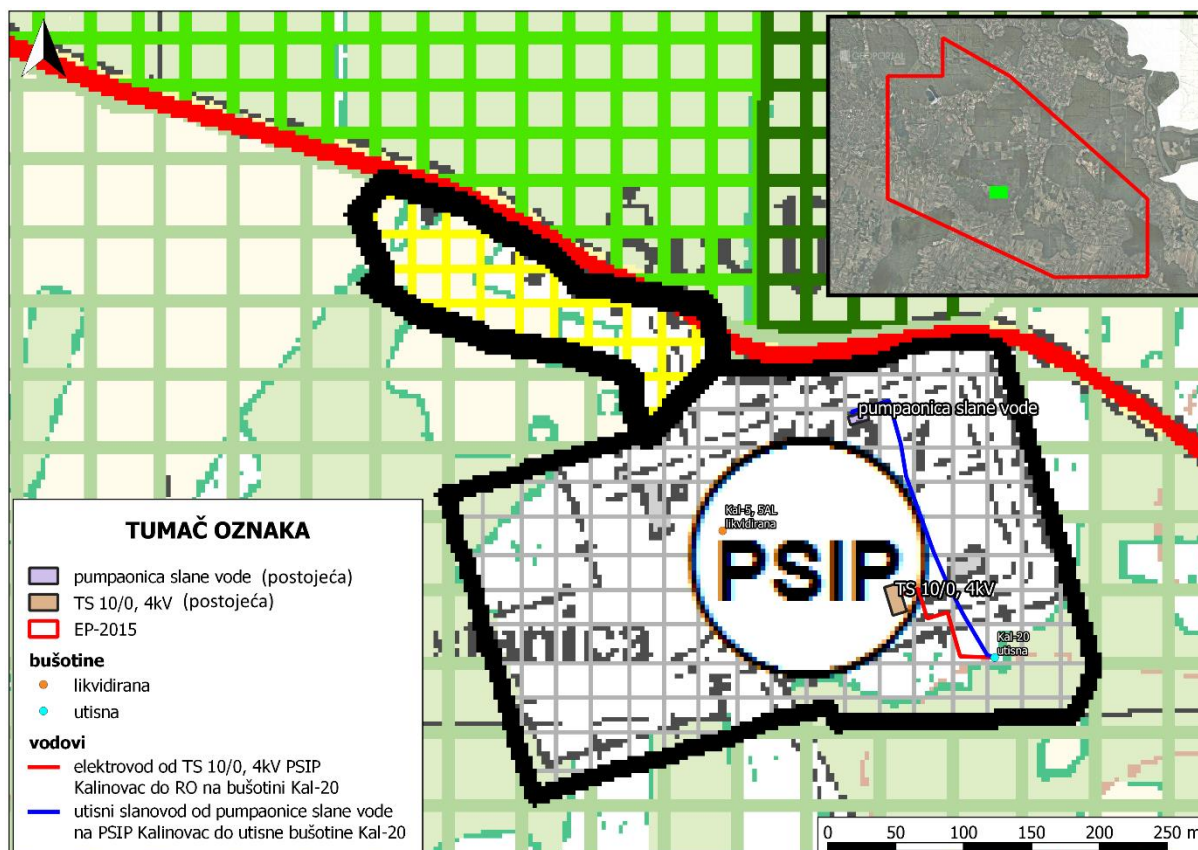 GEOPORTAL
pumpaonica slane vode
Kal-5, 5AL
likvidirana
PSIP
TS 10/0, 4kV
Kal-20
utisna
TUMAČ OZNAKA
pumpaonica slane vode (postojeća)
TS 10/0, 4kV (postojeća)
EP-2015
bušotine
likvidirana
utisna
vodovi
elektrovod od TS 10/0, 4kV PSIP
Kalinovac do RO na bušotini Kal-20
utisni slanovod od pumpaonice slane vode
na PSIP Kalinovac do utisne bušotine Kal-20
0 50 100 150 200 250 m